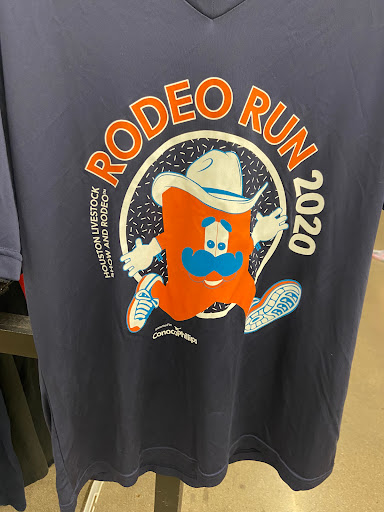 RODEO RUN
2020
HOUSTON LIVESTOCK
SHOW AND RODEO™
ConocoPhillips